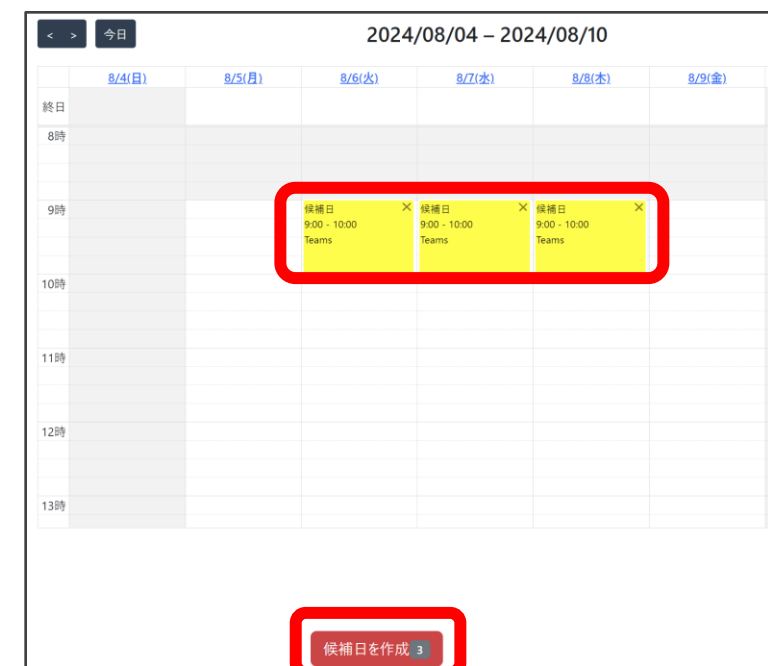 < > 今日 2024/08/04 – 2024/08/10
8/4(日) 8/5(月) 8/6(火) 8/7(水) 8/8(木) 8/9(金)
終日
8時
9時
候補日 × 候補日 × 候補日 ×
9:00 - 10:00 9:00 - 10:00 9:00 - 10:00
Teams Teams Teams
10時
11時
12時
13時
候補日を作成 3